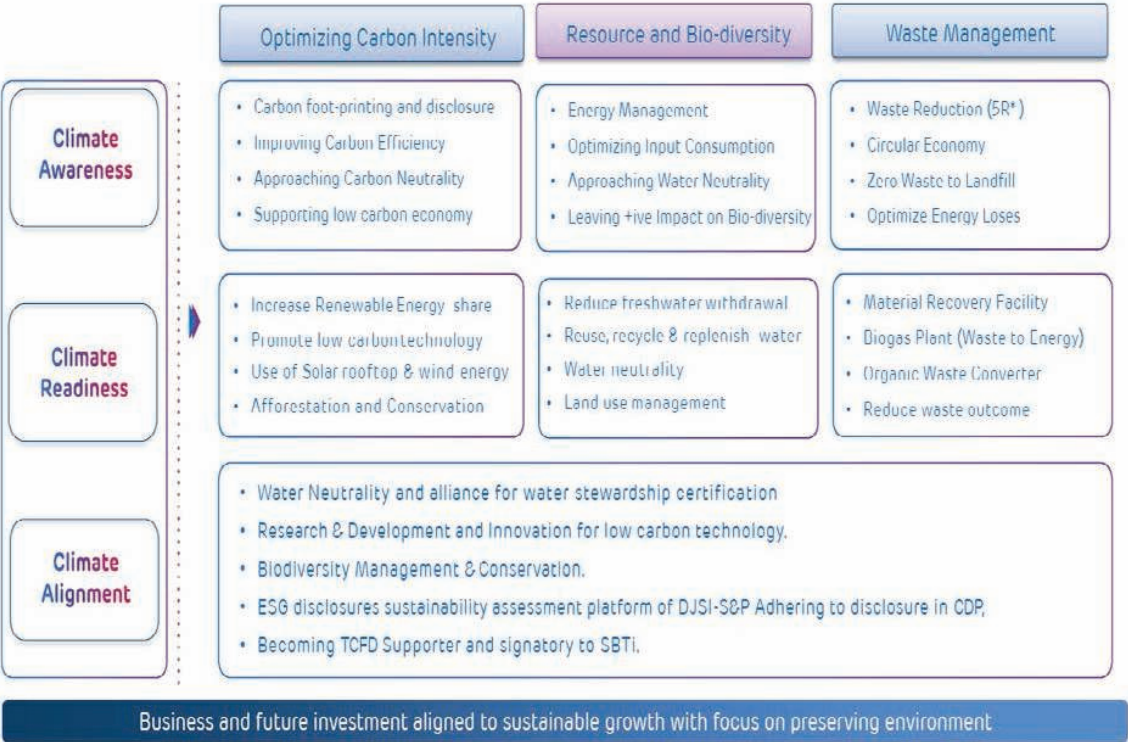 Optimizing Carbon Intensity
Resource and Bio-diversity
Waste Management
Climate
Awareness
• Carbon foot-printing and disclosure
• Improving Carbon Efficiency
• Approaching Carbon Neutrality
• Supporting low carbon economy
• Energy Management
• Optimizing Input Consumption
• Approaching Water Neutrality
• Leaving +ive Impact on Bio-diversity
• Waste Reduction (5R*)
• Circular Economy
• Zero Waste to Landfill
• Optimize Energy Loses
Climate
Readiness
• Increase Renewable Energy share
• Promote low carbon technology
• Use of Solar rooftop & wind energy
• Afforestation and Conservation
• Reduce freshwater withdrawal
• Reuse, recycle & replenish water
• Water neutrality
• Land use management
• Material Recovery Facility
• Biogas Plant (Waste to Energy)
• Organic Waste Converter
• Reduce waste outcome
Climate
Alignment
• Water Neutrality and alliance for water stewardship certification
• Research & Development and Innovation for low carbon technology.
• Biodiversity Management & Conservation.
• ESG disclosures sustainability assessment platform of DJSI-S&P Adhering to disclosure in CDP,
• Becoming TCFD Supporter and signatory to SBTi.
Business and future investment aligned to sustainable growth with focus on preserving environment